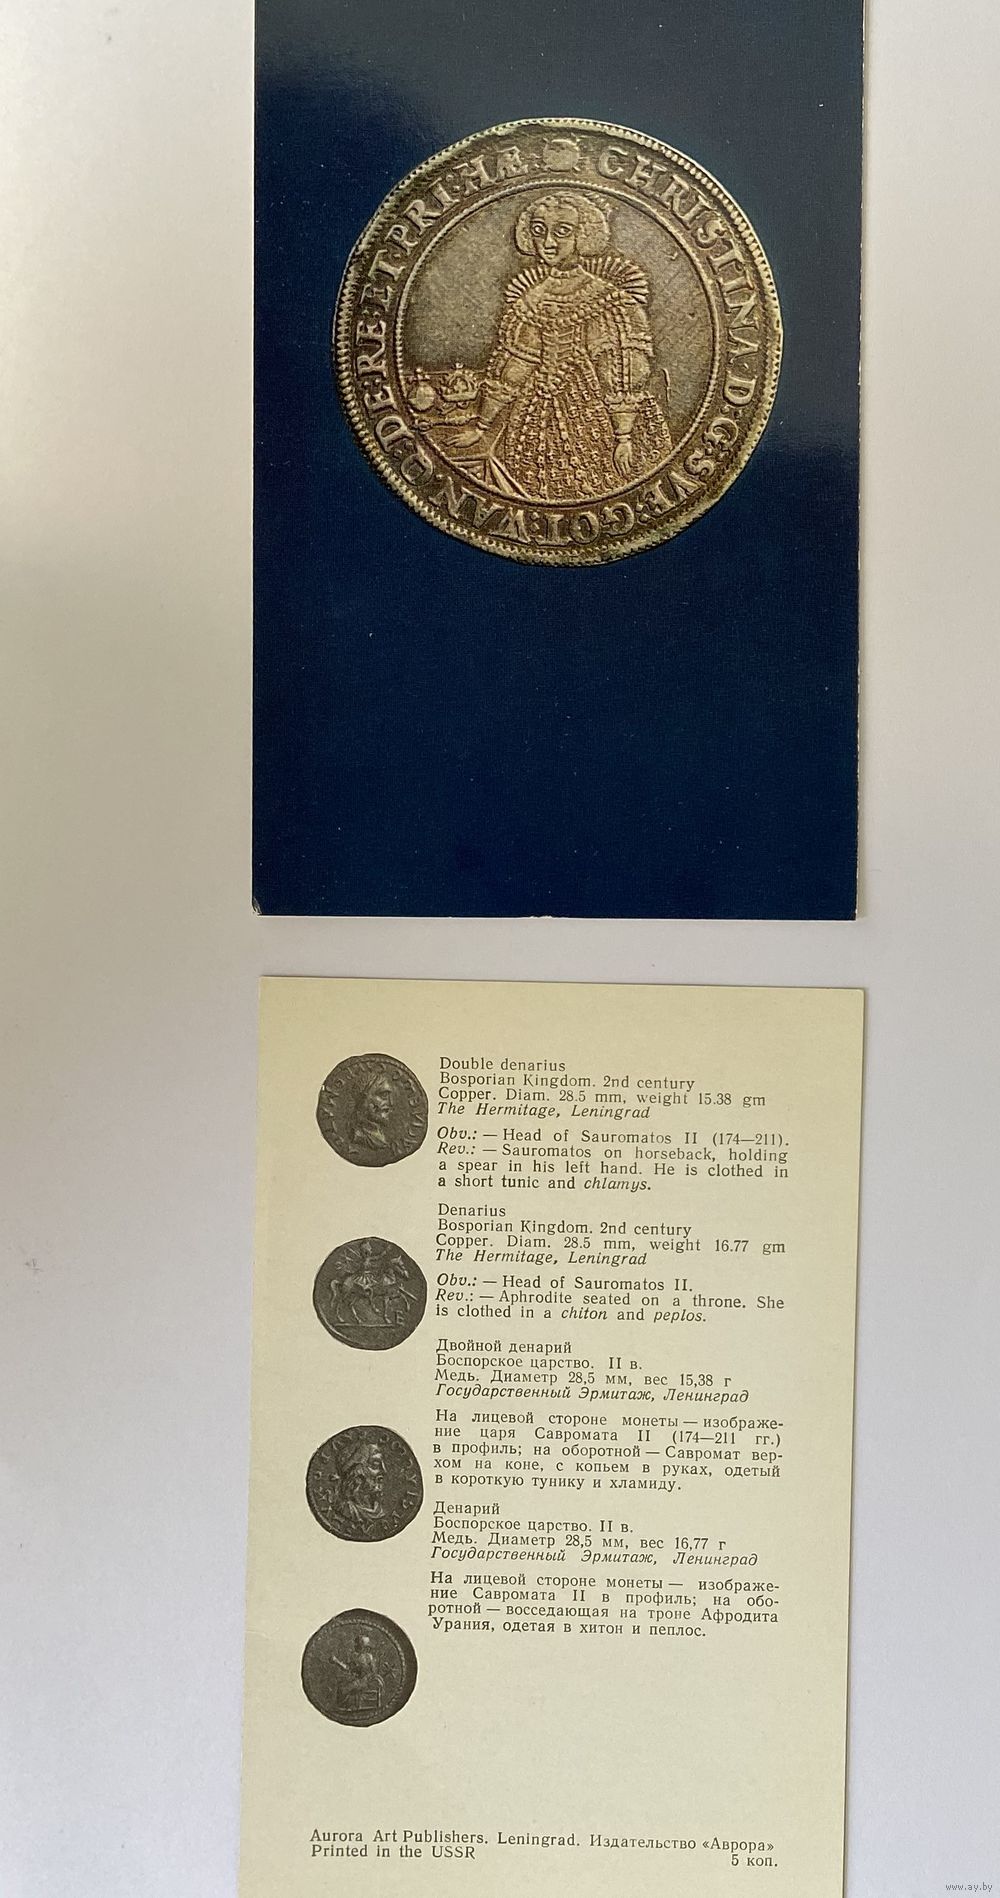 CHRISTINA·D·G·SVE·GOT·WAN·Q·DE·RE·ET·PRI·HÆ
Double denarius
Bosporian Kingdom. 2nd century
Copper. Diam. 28.5 mm, weight 15.38 gm
The Hermitage, Leningrad
Obv.: — Head of Sauromatos II (174—211).
Rev.: — Sauromatos on horseback, holding
a spear in his left hand. He is clothed in
a short tunic and chlamys.
Denarius
Bosporian Kingdom. 2nd century
Copper. Diam. 28.5 mm, weight 16.77 gm
The Hermitage, Leningrad
Obv.: — Head of Sauromatos II.
Rev.: — Aphrodite seated on a throne. She
is clothed in a chiton and peplos.
Двойной денарий
Боспорское царство. II в.
Медь. Диаметр 28,5 мм, вес 15,38 г
Государственный Эрмитаж, Ленинград
На лицевой стороне монеты — изображе-
ние царя Савромата II (174—211 гг.)
в профиль; на оборотной — Савромат вер-
хом на коне, с копьем в руках, одетый
в короткую тунику и хламиду.
Денарий
Боспорское царство. II в.
Медь. Диаметр 28,5 мм, вес 16,77 г
Государственный Эрмитаж, Ленинград
На лицевой стороне монеты — изображе-
ние Савромата II в профиль; на обо-
ротной — восседающая на троне Афродита
Урания, одетая в хитон и пеплос.
Aurora Art Publishers. Leningrad. Издательство «Аврора»
Printed in the USSR
5 коп.
www.ay.by